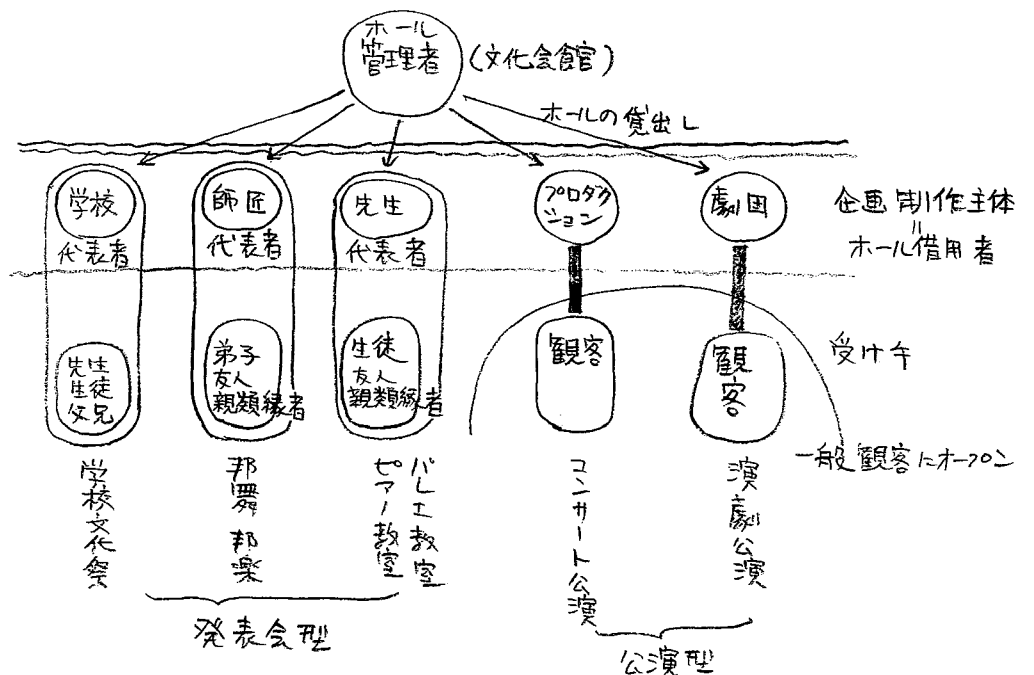 ホール
管理者
(文化会館)
ホールの貸出し
学校
代表者
師匠
代表者
先生
代表者
プロダク
ション
劇団
企画制作主体
=
ホール借用者
先生
生徒
父兄
弟子
友人
親類縁者
生徒
友人
親類縁者
観客
観客
受け手
一般観客にオープン
学校文化祭
邦舞 邦楽
バレエ教室
ピアノ教室
コンサート公演
演劇公演
発表会型
公演型